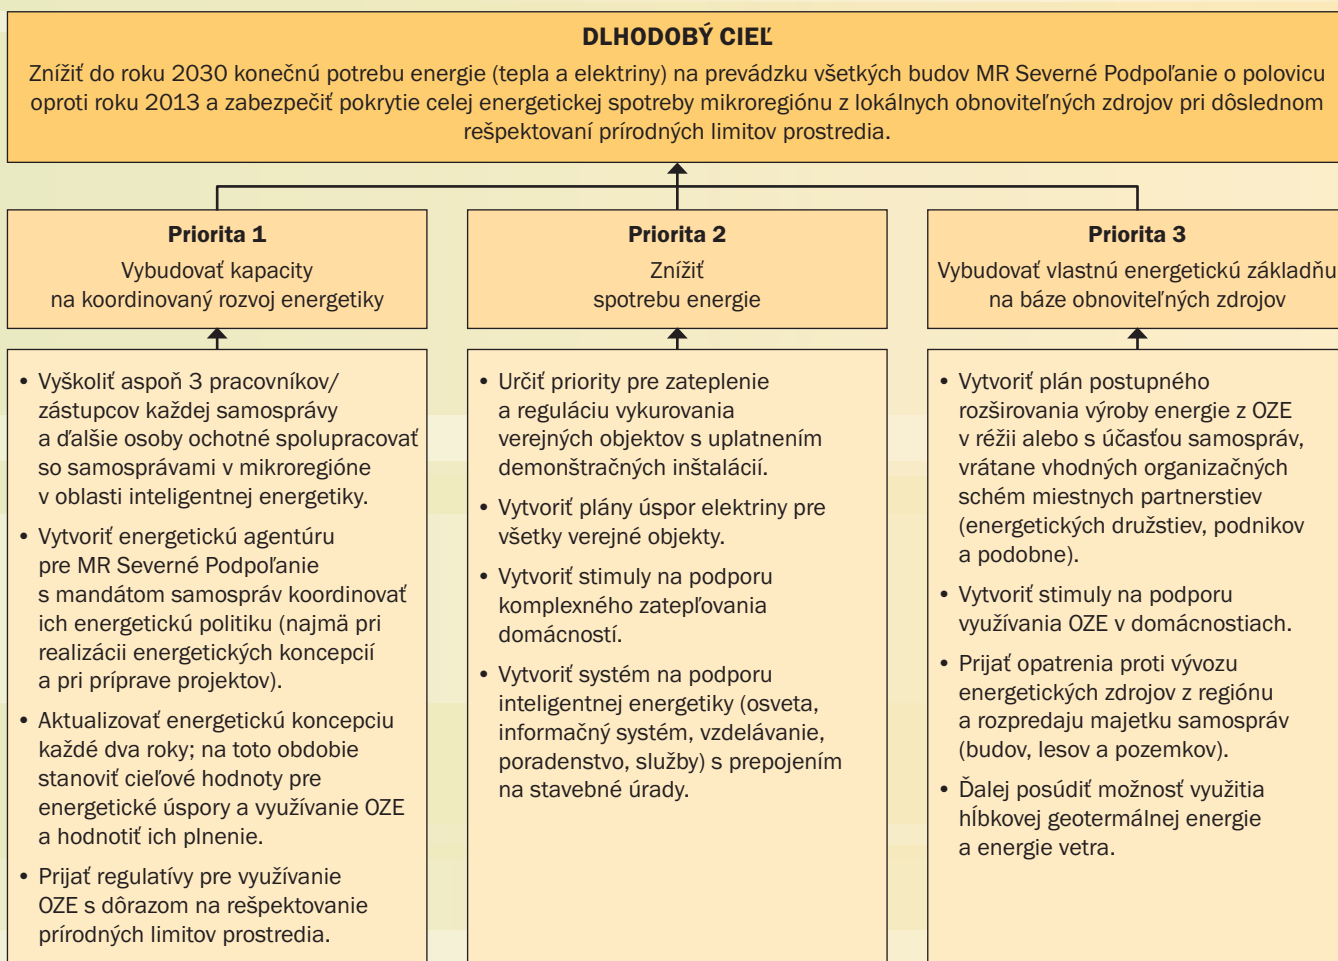 DLHODOBÝ CIEĽ
Znížiť do roku 2030 konečnú potrebu energie (tepla a elektriny) na prevádzku všetkých budov MR Severné Podpoľanie o polovicu
oproti roku 2013 a zabezpečiť pokrytie celej energetickej spotreby mikroregiónu z lokálnych obnoviteľných zdrojov pri dôslednom
rešpektovaní prírodných limitov prostredia.
Priorita 1
Vybudovať kapacity
na koordinovaný rozvoj energetiky
• Vyškoliť aspoň 3 pracovníkov/
zástupcov každej samosprávy
a ďalšie osoby ochotné spolupracovať
so samosprávami v mikroregióne
v oblasti inteligentnej energetiky.
• Vytvoriť energetickú agentúru
pre MR Severné Podpoľanie
s mandátom samospráv koordinovať
ich energetickú politiku (najmä pri
realizácii energetických koncepcií
a pri príprave projektov).
• Aktualizovať energetickú koncepciu
každé dva roky; na toto obdobie
stanoviť cieľové hodnoty pre
energetické úspory a využívanie OZE
a hodnotiť ich plnenie.
• Prijať regulatívy pre využívanie
OZE s dôrazom na rešpektovanie
prírodných limitov prostredia.
Priorita 2
Znížiť
spotrebu energie
• Určiť priority pre zateplenie
a reguláciu vykurovania
verejných objektov s uplatnením
demonštračných inštalácií.
• Vytvoriť plány úspor elektriny pre
všetky verejné objekty.
• Vytvoriť stimuly na podporu
komplexného zatepľovania
domácností.
• Vytvoriť systém na podporu
inteligentnej energetiky (osveta,
informačný systém, vzdelávanie,
poradenstvo, služby) s prepojením
na stavebné úrady.
Priorita 3
Vybudovať vlastnú energetickú základňu
na báze obnoviteľných zdrojov
• Vytvoriť plán postupného
rozširovania výroby energie z OZE
v réžii alebo s účasťou samospráv,
vrátane vhodných organizačných
schém miestnych partnerstiev
(energetických družstiev, podnikov
a podobne).
• Vytvoriť stimuly na podporu
využívania OZE v domácnostiach.
• Prijať opatrenia proti vývozu
energetických zdrojov z regiónu
a rozpredaju majetku samospráv
(budov, lesov a pozemkov).
• Ďalej posúdiť možnosť využitia
hĺbkovej geotermálnej energie
a energie vetra.